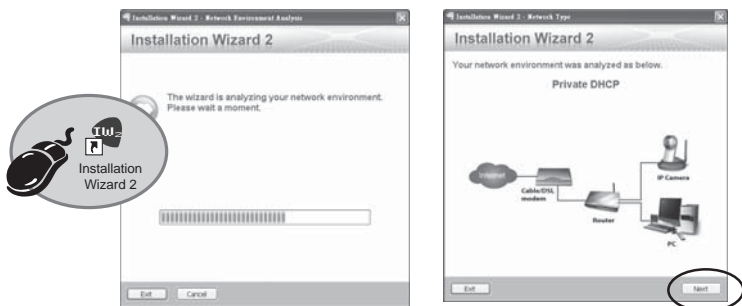 Installation Wizard 2 - Network Environment Analysis
Installation Wizard 2
The wizard is analyzing your network environment.
Please wait a moment.
IW2
Installation
Wizard 2
Exit
Cancel
Installation Wizard 2 - Network Type
Installation Wizard 2
Your network environment was analyzed as below.
Private DHCP
Internet
Cable/DSL
modem
Router
IP Camera
PC
Exit
Next